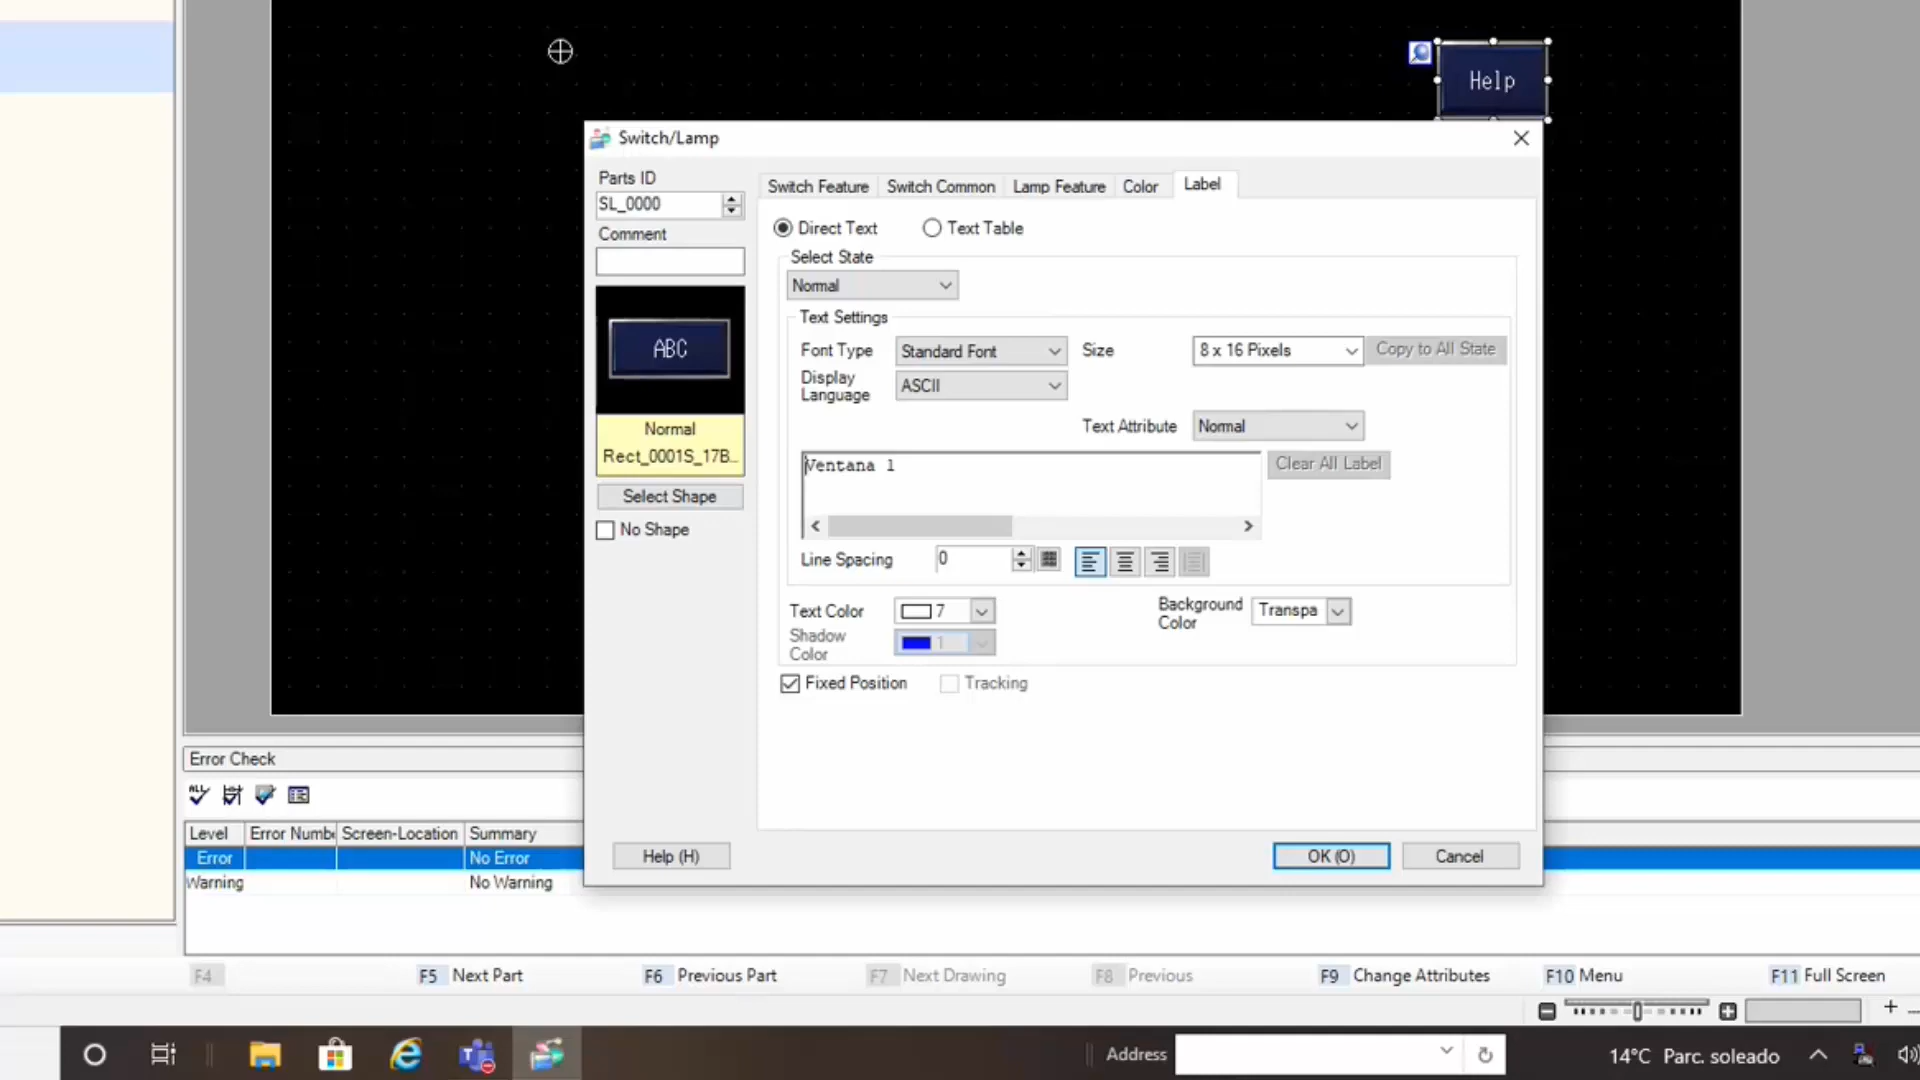 Help
Switch/Lamp
Parts ID
SL_0000
Comment
ABC
Normal
Rect_0001S_17B...
Select Shape
No Shape
Switch Feature
Switch Common
Lamp Feature
Color
Label
Direct Text
Text Table
Select State
Normal
Text Settings
Font Type
Standard Font
Size
8 x 16 Pixels
Copy to All State
Display
Language
ASCII
Text Attribute
Normal
Ventana 1
Clear All Label
Line Spacing
0
Text Color
7
Background
Color
Transpa
Shadow
Color
1
Fixed Position
Tracking
Help (H)
OK (O)
Cancel
Error Check
Level
Error Numbe
Screen-Location
Summary
Error
No Error
Warning
No Warning
F4
F5 Next Part
F6 Previous Part
F7 Next Drawing
F8 Previous
F9 Change Attributes
F10 Menu
F11 Full Screen
Address
14°C Parc. soleado